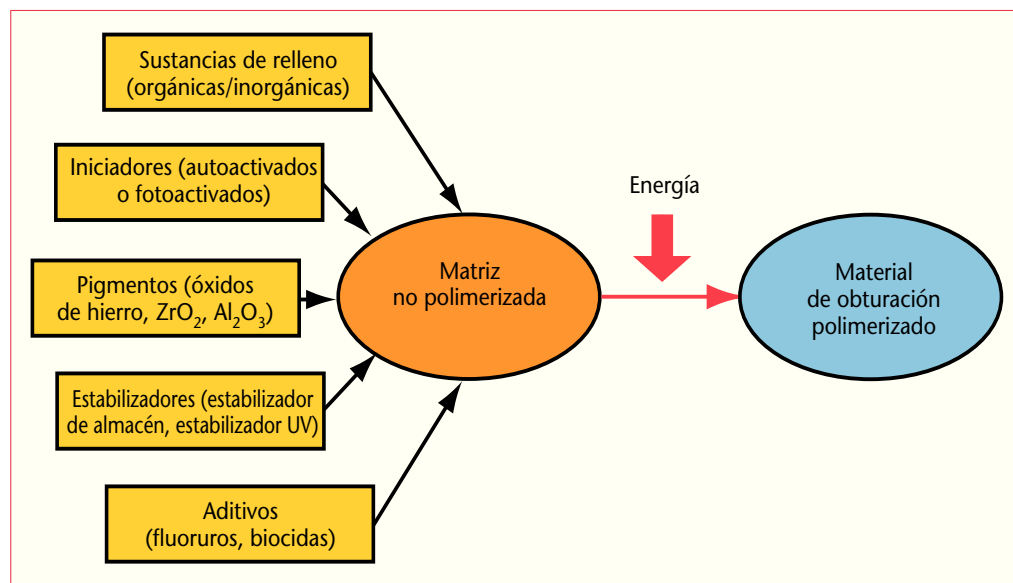 Sustancias de relleno
(orgánicas/inorgánicas)
Iniciadores (autoactivados
o fotoactivados)
Pigmentos (óxidos
de hierro, ZrO₂, Al₂O₃)
Estabilizadores (estabilizador
de almacén, estabilizador UV)
Aditivos
(fluoruros, biocidas)
Matriz
no polimerizada
Energía
Material
de obturación
polimerizado